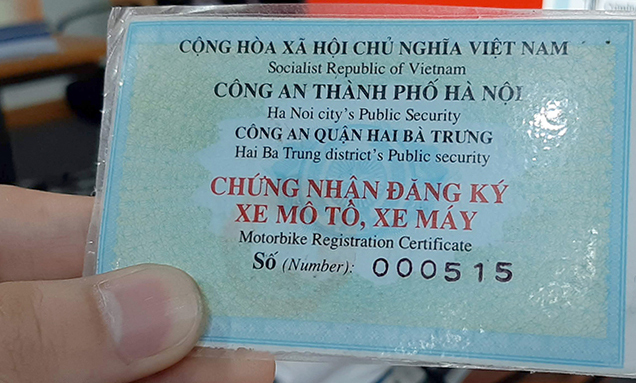 CỘNG HÒA XÃ HỘI CHỦ NGHĨA VIỆT NAM
Socialist Republic of Vietnam
CÔNG AN THÀNH PHỐ HÀ NỘI
Ha Noi city's Public Security
CÔNG AN QUẬN HAI BÀ TRƯNG
Hai Ba Trung district's Public security
CHỨNG NHẬN ĐĂNG KÝ
XE MÔ TÔ, XE MÁY
Motorbike Registration Certificate
Số (Number): 000515